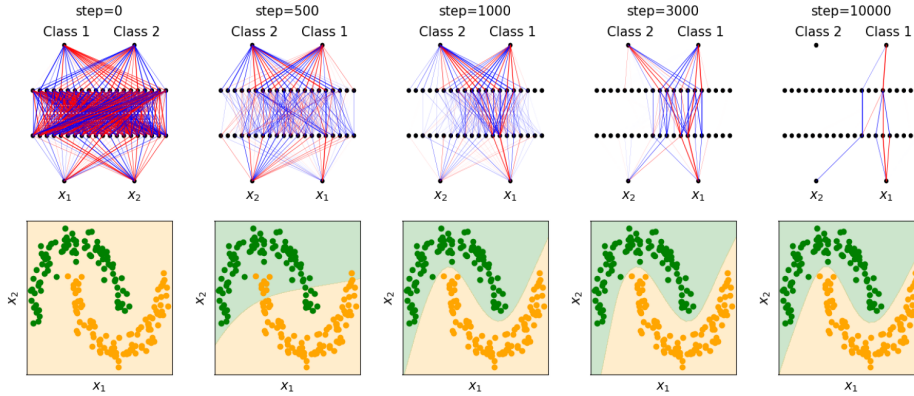 step=0 step=500 step=1000 step=3000 step=10000
Class 1 Class 2 Class 2 Class 1 Class 2 Class 1 Class 2 Class 1 Class 2 Class 1
x₁ x₂ x₂ x₁ x₂ x₁ x₂ x₁ x₂ x₁
x₂ x₂ x₂ x₂ x₂
x₁ x₁ x₁ x₁ x₁